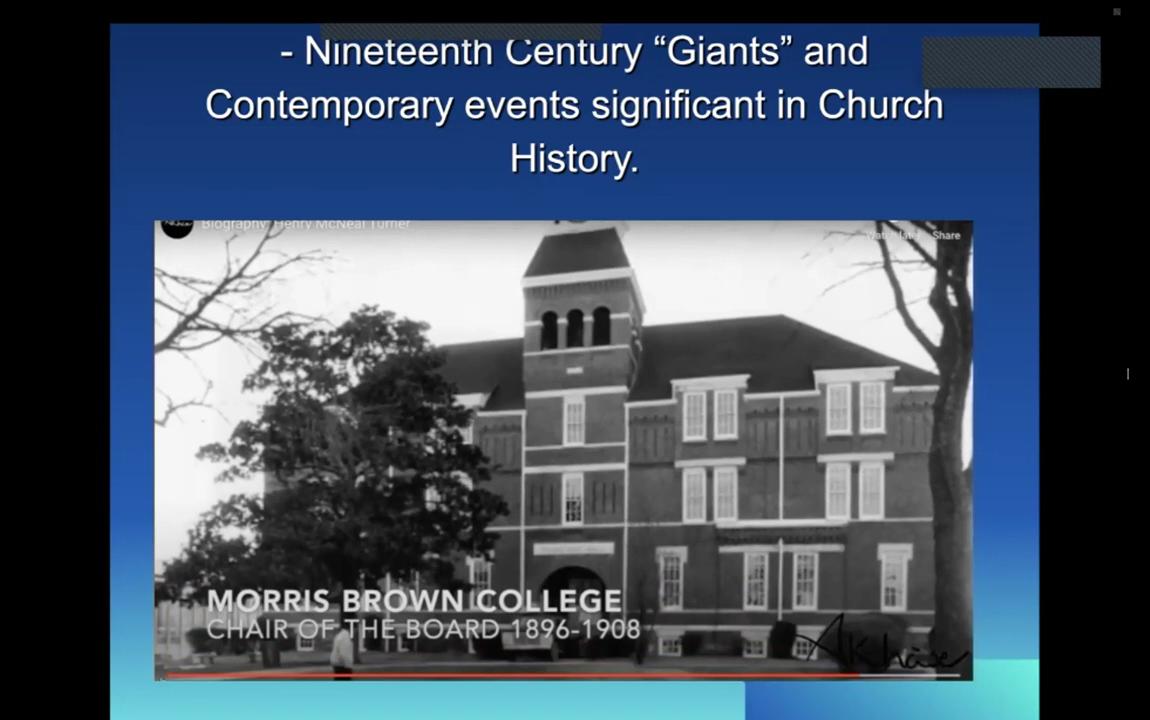 - Nineteenth Century “Giants” and
Contemporary events significant in Church
History.
Biography: Henry McNeal Turner
Watch later Share
MORRIS BROWN COLLEGE
CHAIR OF THE BOARD 1896-1908